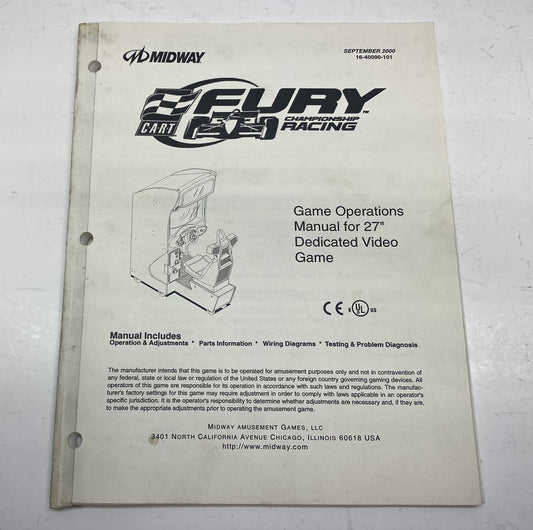 MIDWAY
SEPTEMBER 2000
16-40090-101
CART
FURY™
CHAMPIONSHIP
RACING
Game Operations
Manual for 27"
Dedicated Video
Game
CE c UL US
Manual Includes
Operation & Adjustments * Parts Information * Wiring Diagrams * Testing & Problem Diagnosis
The manufacturer intends that this game is to be operated for amusement purposes only and not in contravention of
any federal, state or local law or regulation of the United States or any foreign country governing gaming devices. All
operators of this game are responsible for its operation in accordance with such laws and regulations. The manufac-
turer's factory settings for this game may require adjustment in order to comply with laws applicable in an operator's
specific jurisdiction. It is the operator's responsibility to determine whether adjustments are necessary and, if they are,
to make the appropriate adjustments prior to operating the amusement game.
MIDWAY AMUSEMENT GAMES, LLC
3401 NORTH CALIFORNIA AVENUE CHICAGO, ILLINOIS 60618 USA
http://www.midway.com